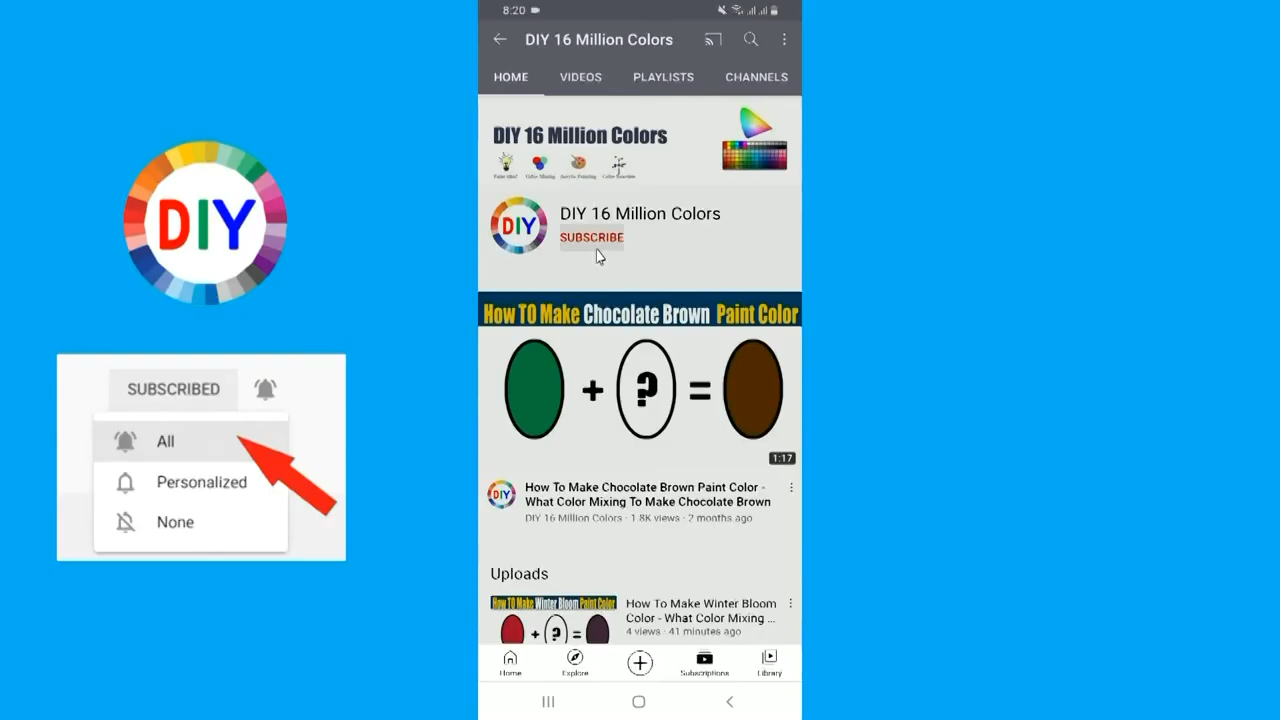 8:20
DIY 16 Million Colors
HOME VIDEOS PLAYLISTS CHANNELS
DIY 16 Million Colors
DIY
DIY 16 Million Colors
SUBSCRIBE
DIY
How TO Make Chocolate Brown Paint Color
+ ? =
1:17
DIY
How To Make Chocolate Brown Paint Color -
What Color Mixing To Make Chocolate Brown
DIY 16 Million Colors · 1.8K views · 2 months ago
Uploads
How TO Make Winter Bloom Paint Color
+ ? =
How To Make Winter Bloom
Color - What Color Mixing ...
4 views · 41 minutes ago
Home Explore Subscriptions Library
DIY
SUBSCRIBED
All
Personalized
None